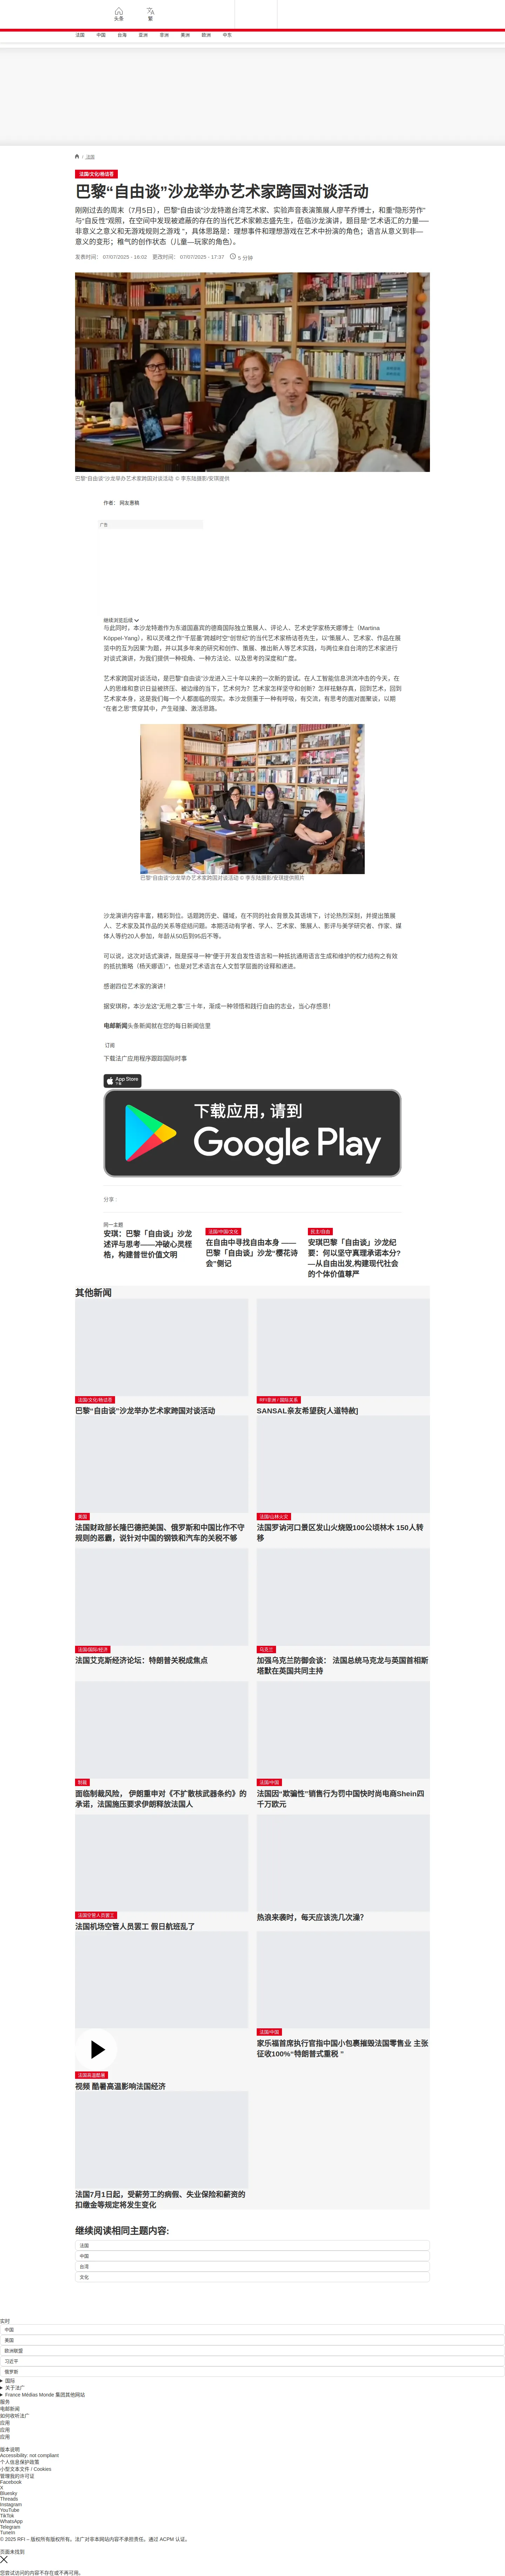 头条
繁
法国
中国
台海
亚洲
非洲
美洲
欧洲
中东
/ 法国
法国/文化/杨诘苍
巴黎“自由谈”沙龙举办艺术家跨国对谈活动
刚刚过去的周末（7月5日），巴黎“自由谈”沙龙特邀台湾艺术家、实验声音表演策展人廖芊乔博士，和重“隐形劳作”
与“自反性”观照，在空间中发现被遮蔽的存在的当代艺术家赖志盛先生，莅临沙龙演讲，题目是“艺术语汇的力量──
非意义之意义和无游戏规则之游戏 ”，具体思路是：理想事件和理想游戏在艺术中扮演的角色；语言从意义到非—
意义的变形；稚气的创作状态（儿童—玩家的角色）。
发表时间： 07/07/2025 - 16:02
更改时间： 07/07/2025 - 17:37
5 分钟
巴黎“自由谈”沙龙举办艺术家跨国对谈活动 © 李东陆摄影/安琪提供
作者： 网友惠稿
广告
继续浏览后续
与此同时，本沙龙特邀作为东道国嘉宾的德裔国际独立策展人、评论人、艺术史学家杨天娜博士（Martina
Köppel-Yang），和以灵魂之作“千层墨”跨越时空“创世纪”的当代艺术家杨诘苍先生，以“策展人、艺术家、作品在展
览中的互为因果”为题，并以其多年来的研究和创作、策展、推出新人等艺术实践，与两位来自台湾的艺术家进行
对谈式演讲，为我们提供一种视角、一种方法论、以及思考的深度和广度。
艺术家跨国对谈活动，是巴黎“自由谈”沙龙进入三十年以来的一次新的尝试。在人工智能信息洪流冲击的今天，在
人的思维和意识日益被挤压、被边缘的当下，艺术何为？艺术家怎样坚守和创新？怎样祛魅存真，回到艺术，回到
艺术家本身，这是我们每一个人都面临的现实。本沙龙侧重于一种有呼吸，有交流，有思考的面对面聚谈，以期
“在者之思”贯穿其中，产生碰撞、激活思路。
巴黎“自由谈”沙龙举办艺术家跨国对谈活动 © 李东陆摄影/安琪提供照片
沙龙演讲内容丰富，精彩到位。话题跨历史、疆域，在不同的社会背景及其语境下，讨论热烈深刻，并提出策展
人、艺术家及其作品的关系等症结问题。本期活动有学者、学人、艺术家、策展人、影评与美学研究者、作家、媒
体人等约20人参加，年龄从50后到95后不等。
可以说，这次对话式演讲，既是探寻一种“便于开发自发性语言和一种抵抗通用语言生成和维护的权力结构之有效
的抵抗策略（杨天娜语）”，也是对艺术语言在人文哲学层面的诠释和进进。
感谢四位艺术家的演讲！
据安琪称，本沙龙这“无用之事”三十年，渐成一种领悟和践行自由的志业，当心存感恩！
电邮新闻头条新闻就在您的每日新闻信里
订阅
下载法广应用程序跟踪国际时事
App Store
下载应用，请到
Google Play
分享 :
同一主题
安琪：巴黎「自由谈」沙龙
述评与思考——冲破心灵桎
梏，构建普世价值文明
法国/中国/文化
在自由中寻找自由本身 ——
巴黎「自由谈」沙龙“樱花诗
会”侧记
民主/自由
安琪巴黎「自由谈」沙龙纪
要：何以坚守真理承诺本分?
—从自由出发,构建现代社会
的个体价值尊严
其他新闻
法国/文化/杨诘苍
巴黎“自由谈”沙龙举办艺术家跨国对谈活动
RFI非洲 / 国际关系
SANSAL亲友希望获[人道特赦]
美国
法国财政部长隆巴德把美国、俄罗斯和中国比作不守
规则的恶霸，说针对中国的钢铁和汽车的关税不够
法国/山林火灾
法国罗讷河口景区发山火烧毁100公顷林木 150人转
移
法国/国际/经济
法国艾克斯经济论坛：特朗普关税成焦点
乌克兰
加强乌克兰防御会谈： 法国总统马克龙与英国首相斯
塔默在英国共同主持
制裁
面临制裁风险， 伊朗重申对《不扩散核武器条约》的
承诺，法国施压要求伊朗释放法国人
法国/中国
法国因“欺骗性”销售行为罚中国快时尚电商Shein四
千万欧元
法国空管人员罢工
法国机场空管人员罢工 假日航班乱了
热浪来袭时，每天应该洗几次澡?
法国高温酷暑
视频 酷暑高温影响法国经济
法国/中国
家乐福首席执行官指中国小包裹摧毁法国零售业 主张
征收100%“特朗普式重税 ”
法国7月1日起，受薪劳工的病假、失业保险和薪资的
扣缴金等规定将发生变化
继续阅读相同主题内容:
法国
中国
台湾
文化
实时
中国
美国
欧洲联盟
习近平
俄罗斯
国际
关于法广
France Médias Monde 集团其他网站
服务
电邮新闻
如何收听法广
应用
应用
应用
版本说明
Accessibility: not compliant
个人信息保护政策
小型文本文件 / Cookies
管理我的许可证
Facebook
X
Bluesky
Threads
Instagram
YouTube
TikTok
WhatsApp
Telegram
TuneIn
© 2025 RFI – 版权所有版权所有。法广对非本网站内容不承担责任。通过 ACPM 认证。
页面未找到
您尝试访问的内容不存在或不再可用。